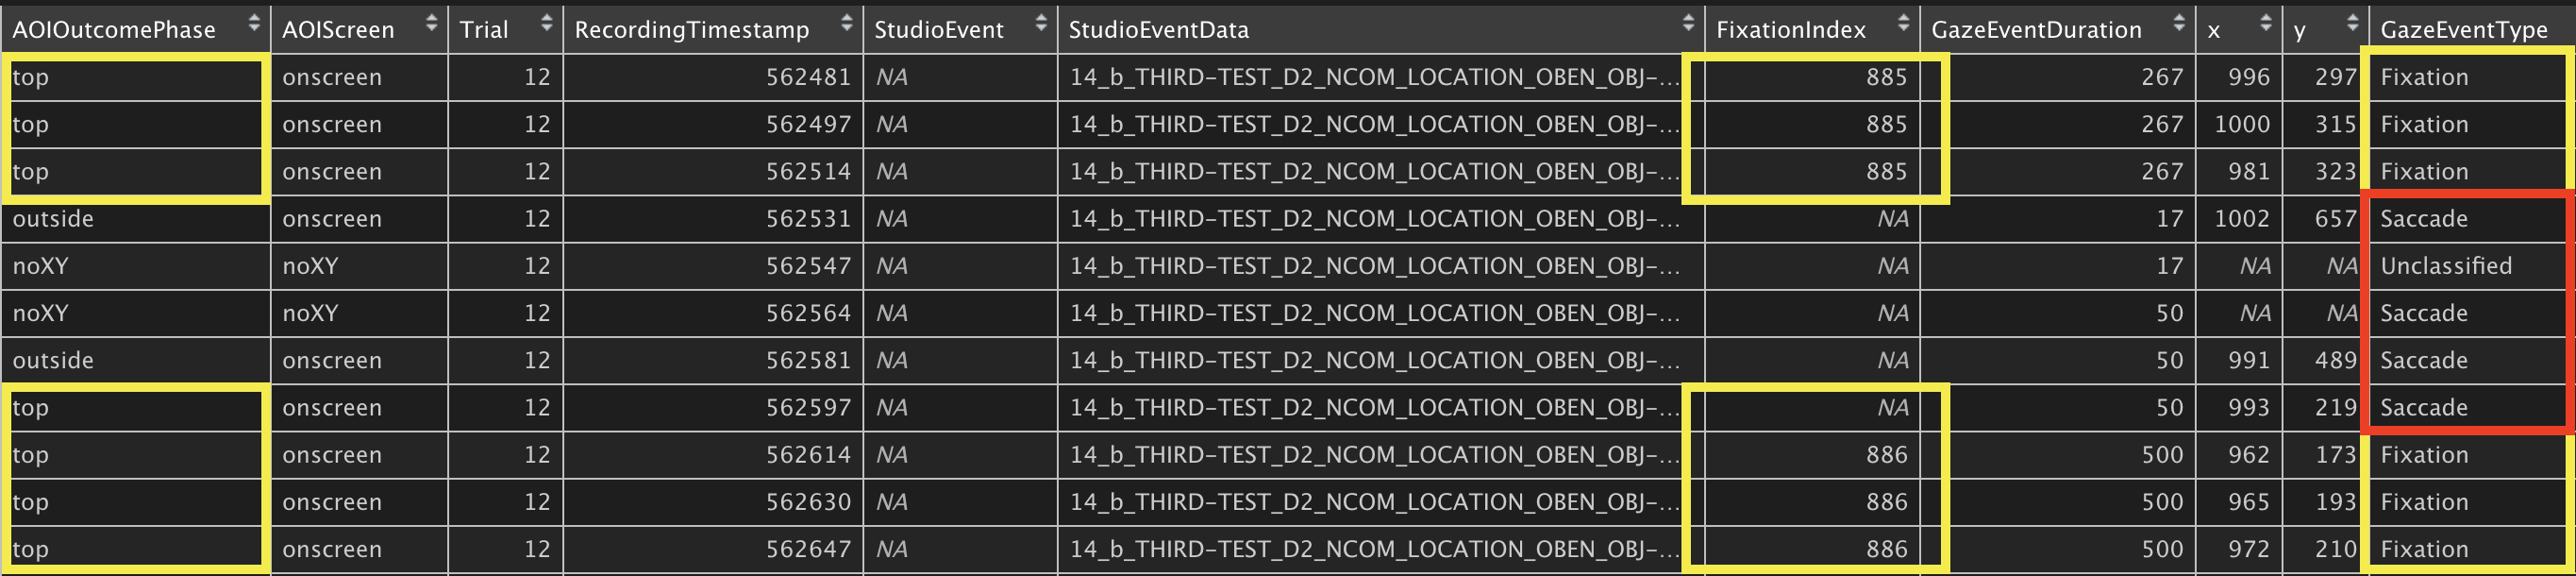 AOIOutcomePhase AOIScreen Trial RecordingTimestamp StudioEvent StudioEventData FixationIndex GazeEventDuration x y GazeEventType
top onscreen 12 562481 NA 14_b_THIRD-TEST_D2_NCOM_LOCATION_OBEN_OBJ-... 885 267 996 297 Fixation
top onscreen 12 562497 NA 14_b_THIRD-TEST_D2_NCOM_LOCATION_OBEN_OBJ-... 885 267 1000 315 Fixation
top onscreen 12 562514 NA 14_b_THIRD-TEST_D2_NCOM_LOCATION_OBEN_OBJ-... 885 267 981 323 Fixation
outside onscreen 12 562531 NA 14_b_THIRD-TEST_D2_NCOM_LOCATION_OBEN_OBJ-... NA 17 1002 657 Saccade
noXY noXY 12 562547 NA 14_b_THIRD-TEST_D2_NCOM_LOCATION_OBEN_OBJ-... NA 17 NA NA Unclassified
noXY noXY 12 562564 NA 14_b_THIRD-TEST_D2_NCOM_LOCATION_OBEN_OBJ-... NA 50 NA NA Saccade
outside onscreen 12 562581 NA 14_b_THIRD-TEST_D2_NCOM_LOCATION_OBEN_OBJ-... NA 50 991 489 Saccade
top onscreen 12 562597 NA 14_b_THIRD-TEST_D2_NCOM_LOCATION_OBEN_OBJ-... NA 50 993 219 Saccade
top onscreen 12 562614 NA 14_b_THIRD-TEST_D2_NCOM_LOCATION_OBEN_OBJ-... 886 500 962 173 Fixation
top onscreen 12 562630 NA 14_b_THIRD-TEST_D2_NCOM_LOCATION_OBEN_OBJ-... 886 500 965 193 Fixation
top onscreen 12 562647 NA 14_b_THIRD-TEST_D2_NCOM_LOCATION_OBEN_OBJ-... 886 500 972 210 Fixation